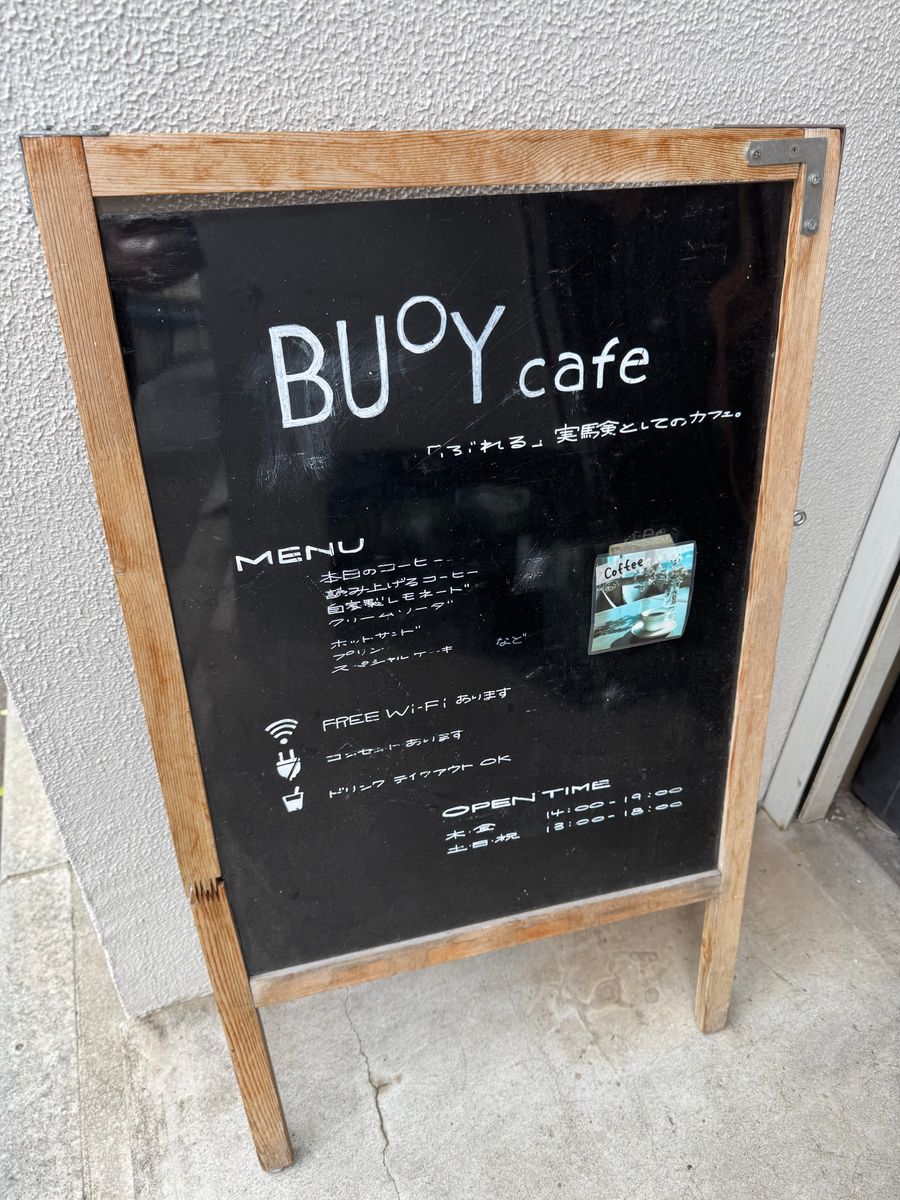 BUOY cafe
「ふれる」実験としてのカフェ。
MENU
本日のコーヒー
読み上げるコーヒー
自家製レモネード
クリームソーダ
ホットサンド
プリン
スペシャルケーキ など
Coffee
FREE Wi-Fi あります
コンセントあります
ドリンク テイクアウト OK
OPEN TIME
木・金 14:00-19:00
土・日・祝 13:00-18:00